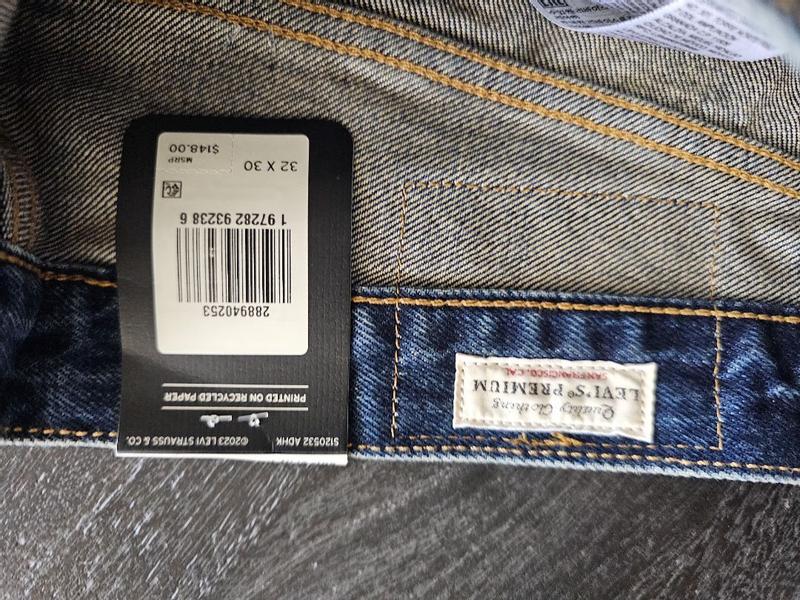 S120532 ADHK ©2023 LEVI STRAUSS & CO.
PRINTED ON RECYCLED PAPER
288940253
1 97282 93238 6
32 X 30
MSRP
$148.00
Quality Clothing
LEVI'S® PREMIUM
SAN FRANCISCO, CAL